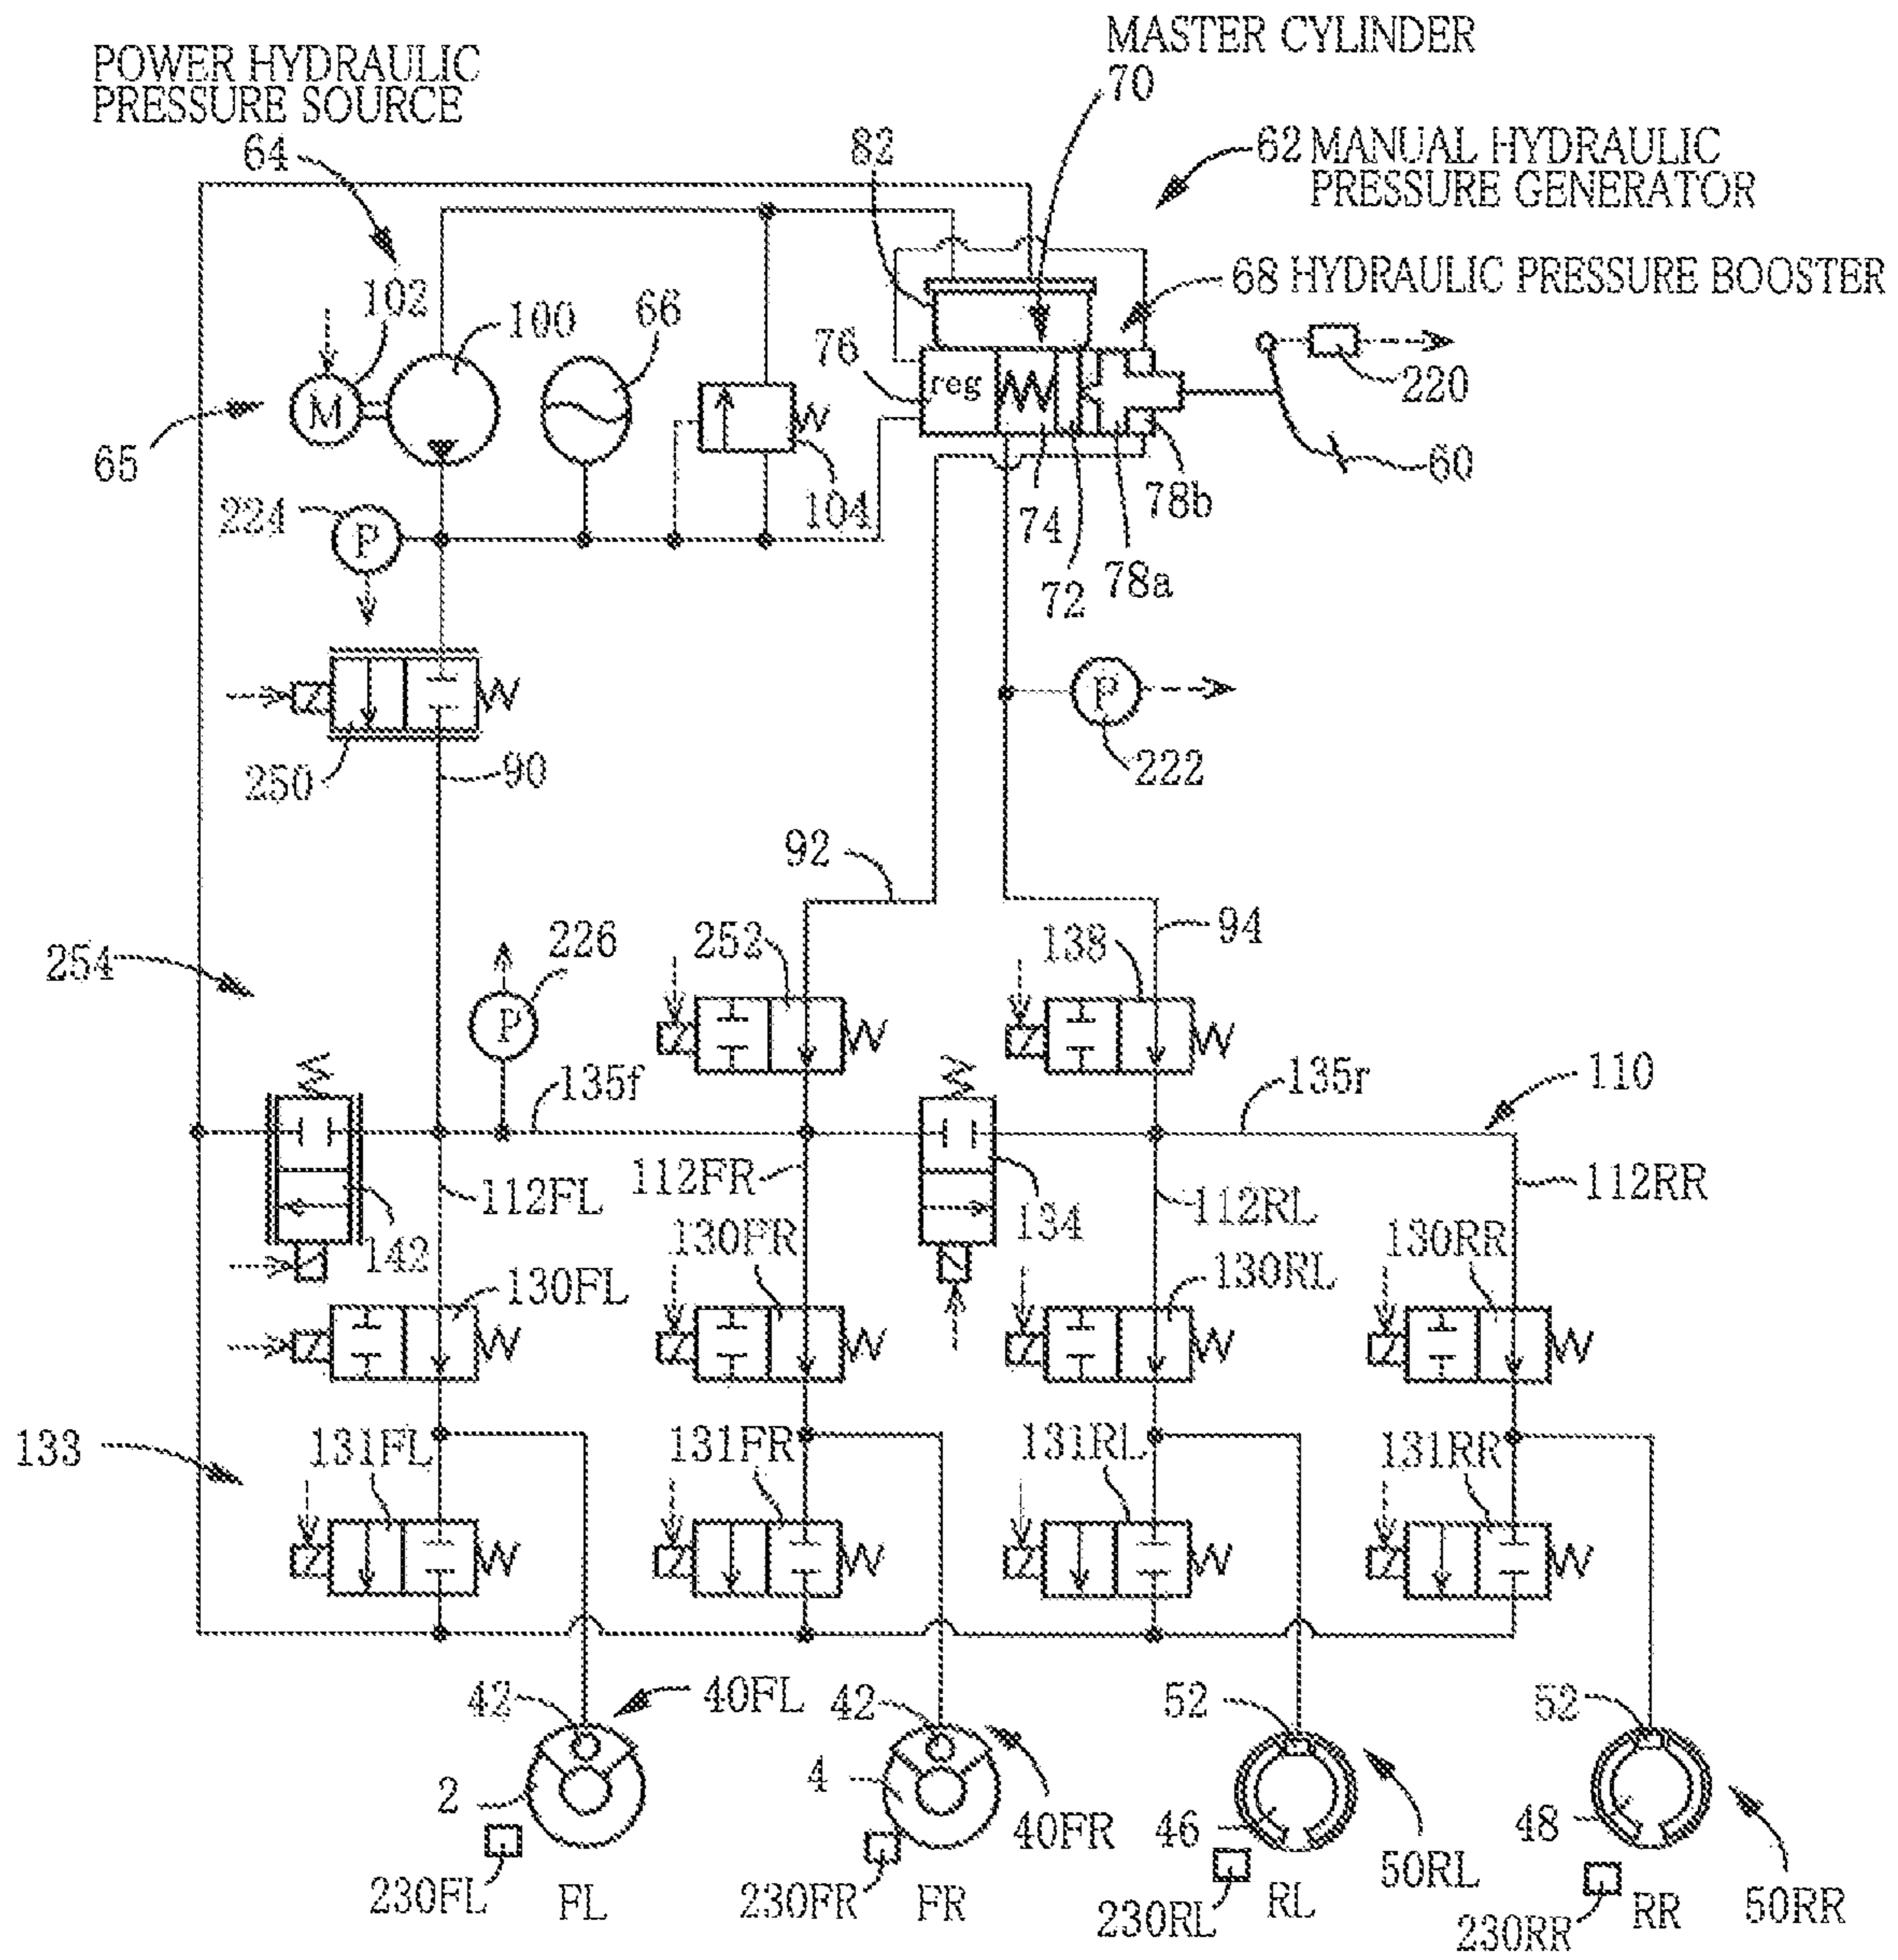 MASTER CYLINDER
70
POWER HYDRAULIC
PRESSURE SOURCE
64
82
62 MANUAL HYDRAULIC
PRESSURE GENERATOR
68 HYDRAULIC PRESSURE BOOSTER
102
100
66
76
reg
220
M
65
104
60
224
P
74
78b
72
78a
P
222
250
90
92
94
254
226
252
138
P
135f
135r
110
112FL
112FR
112RL
112RR
142
134
130FL
130FR
130RL
130RR
133
131FL
131FR
131RL
131RR
42
40FL
42
52
52
2
4
40FR
46
48
50RL
50RR
230FL
FL
230FR
FR
230RL
RL
230RR
RR